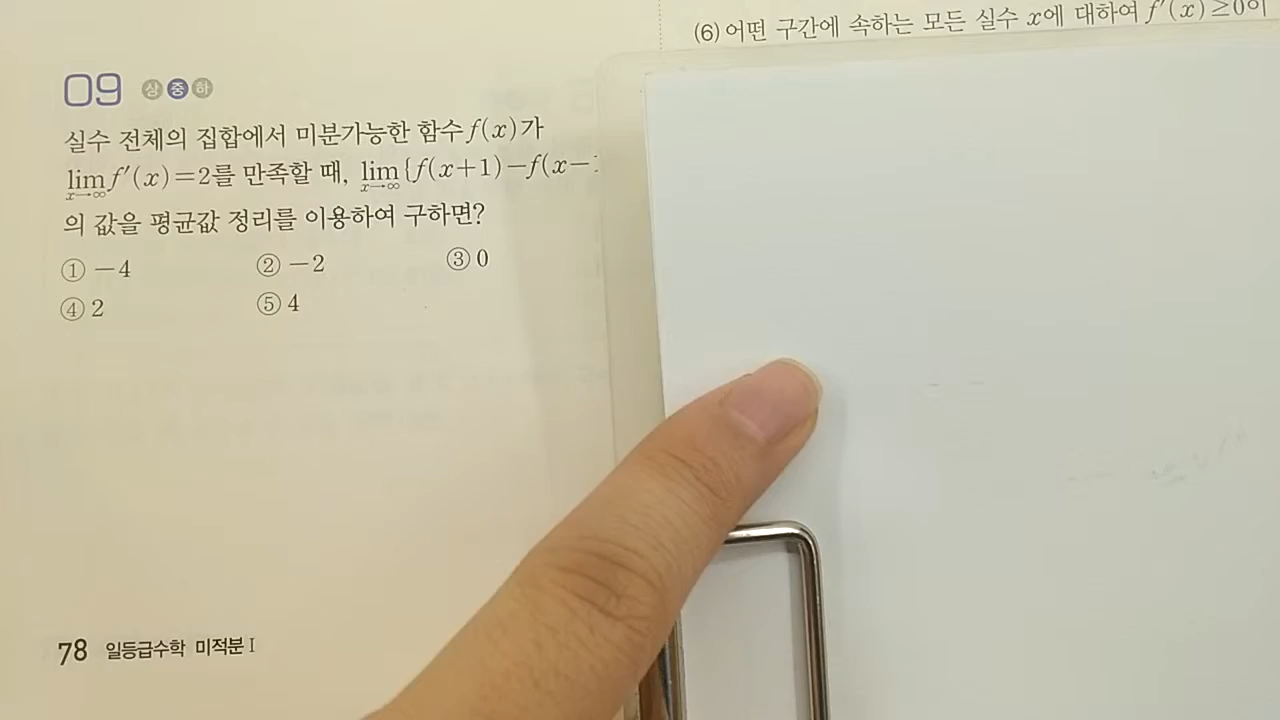 (6) 어떤 구간에 속하는 모든 실수 x에 대하여 f′(x)≥0이
09 상 중 하
실수 전체의 집합에서 미분가능한 함수 f(x)가
lim x→∞ f′(x)=2를 만족할 때, lim x→∞ {f(x+1)−f(x−
의 값을 평균값 정리를 이용하여 구하면?
① −4 ② −2 ③ 0
④ 2 ⑤ 4
78 일등급수학 미적분 I